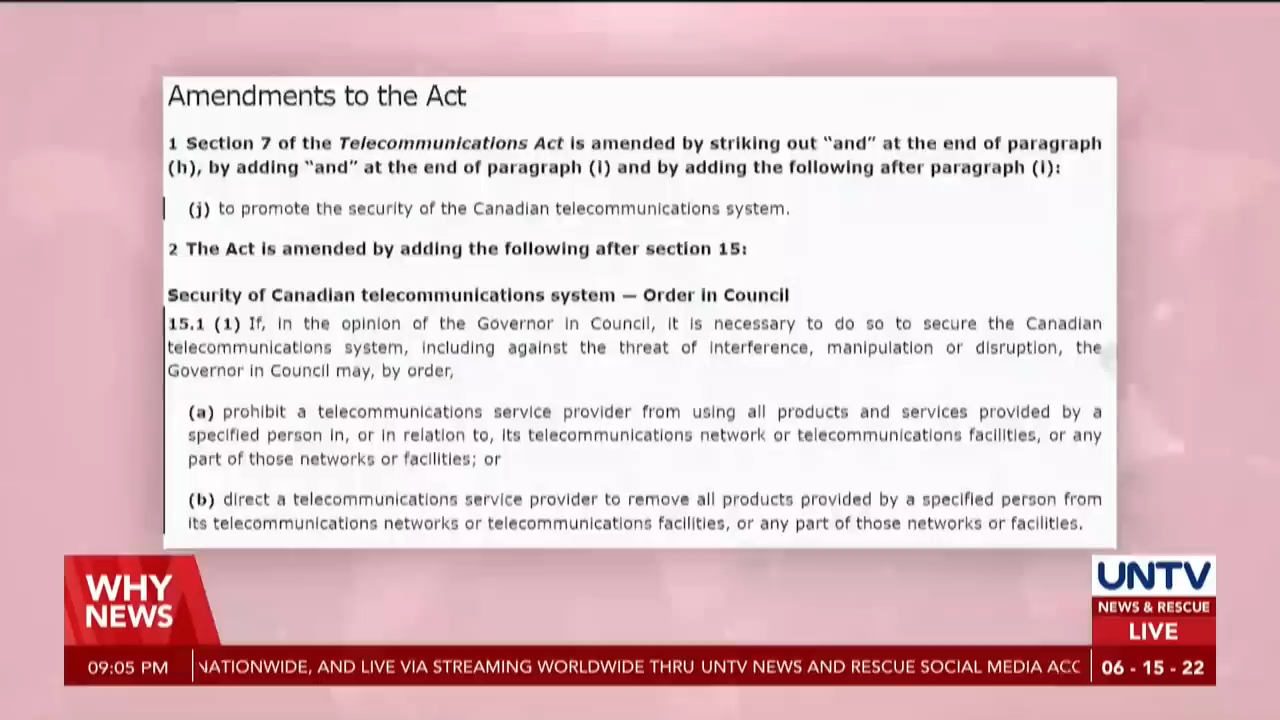 Amendments to the Act
1 Section 7 of the Telecommunications Act is amended by striking out “and” at the end of paragraph
(h), by adding “and” at the end of paragraph (i) and by adding the following after paragraph (i):
(j) to promote the security of the Canadian telecommunications system.
2 The Act is amended by adding the following after section 15:
Security of Canadian telecommunications system — Order in Council
15.1 (1) If, in the opinion of the Governor in Council, it is necessary to do so to secure the Canadian
telecommunications system, including against the threat of interference, manipulation or disruption, the
Governor in Council may, by order,
(a) prohibit a telecommunications service provider from using all products and services provided by a
specified person in, or in relation to, its telecommunications network or telecommunications facilities, or any
part of those networks or facilities; or
(b) direct a telecommunications service provider to remove all products provided by a specified person from
its telecommunications networks or telecommunications facilities, or any part of those networks or facilities.
WHY
NEWS
UNTV
NEWS & RESCUE
LIVE
09:05 PM
NATIONWIDE, AND LIVE VIA STREAMING WORLDWIDE THRU UNTV NEWS AND RESCUE SOCIAL MEDIA ACC
06 - 15 - 22